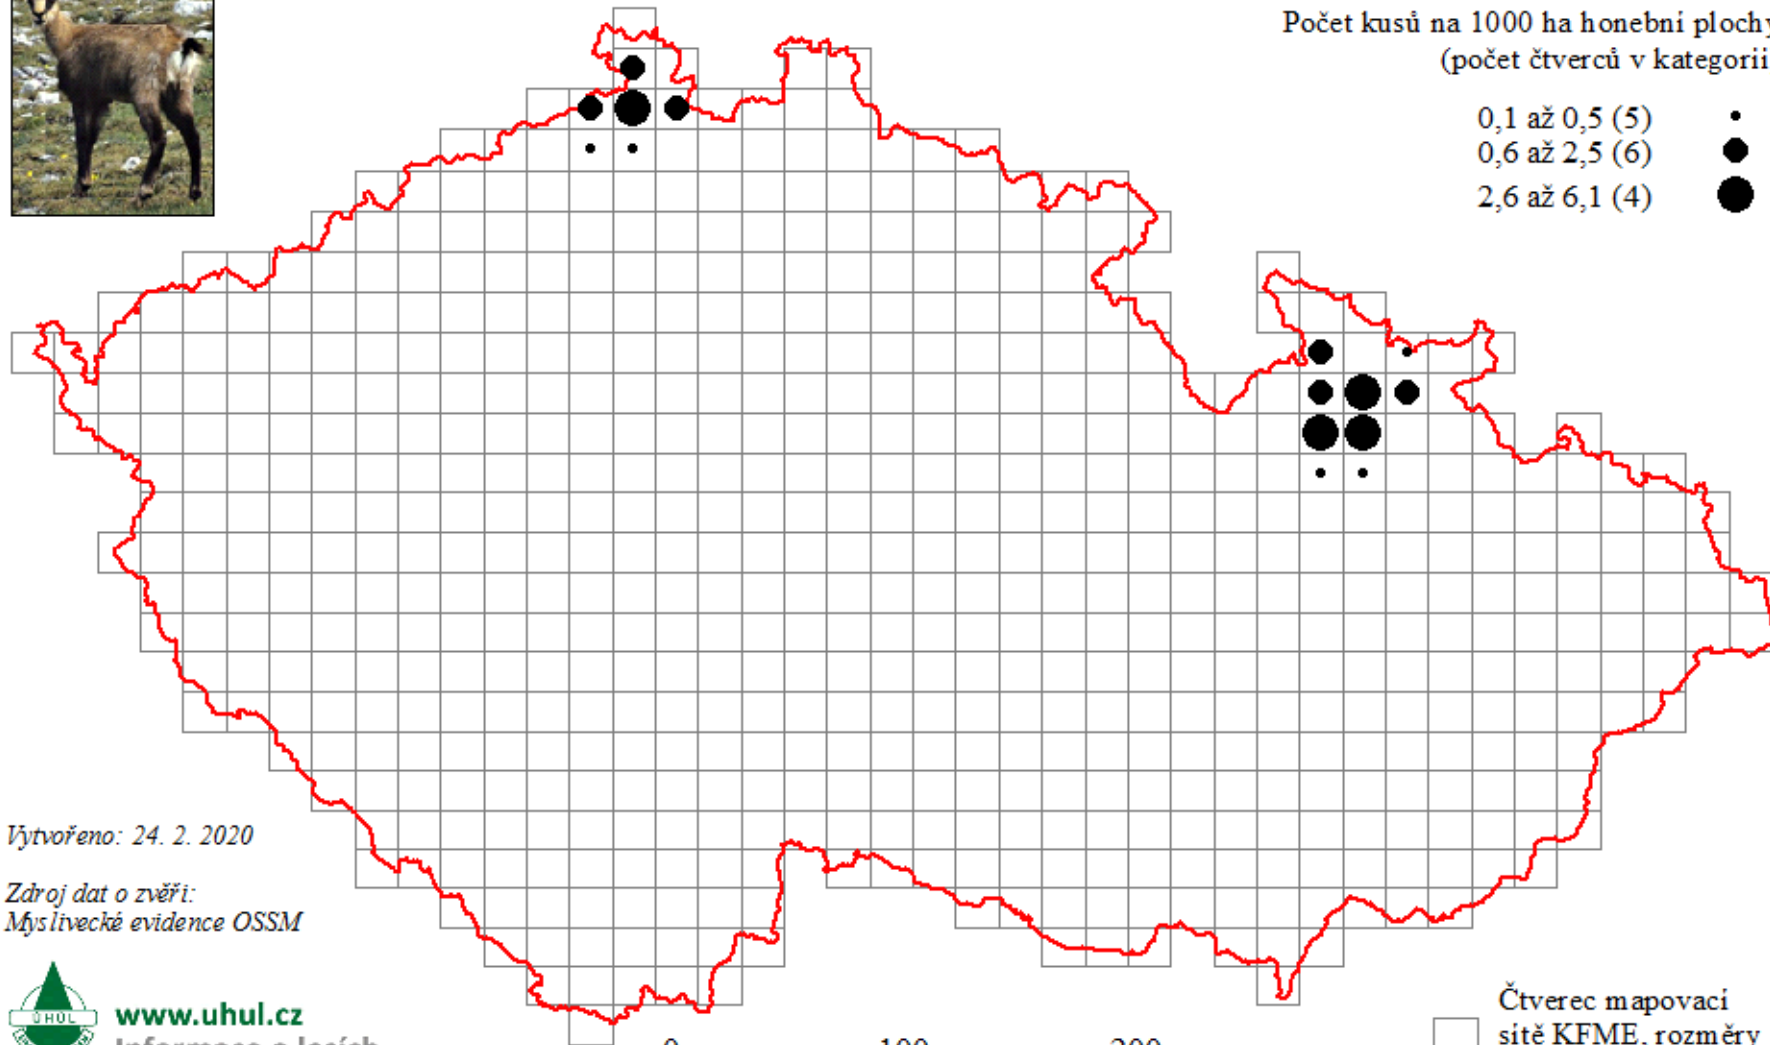 Počet kusů na 1000 ha honební plochy
(počet čtverců v kategorii
0,1 až 0,5 (5)
0,6 až 2,5 (6)
2,6 až 6,1 (4)
Vytvořeno: 24. 2. 2020
Zdroj dat o zvěři:
Myslivecké evidence OSSM
ÚHÚL
www.uhul.cz
Informace o lesích
0 100 200
Čtverec mapovací
sítě KFME, rozměry